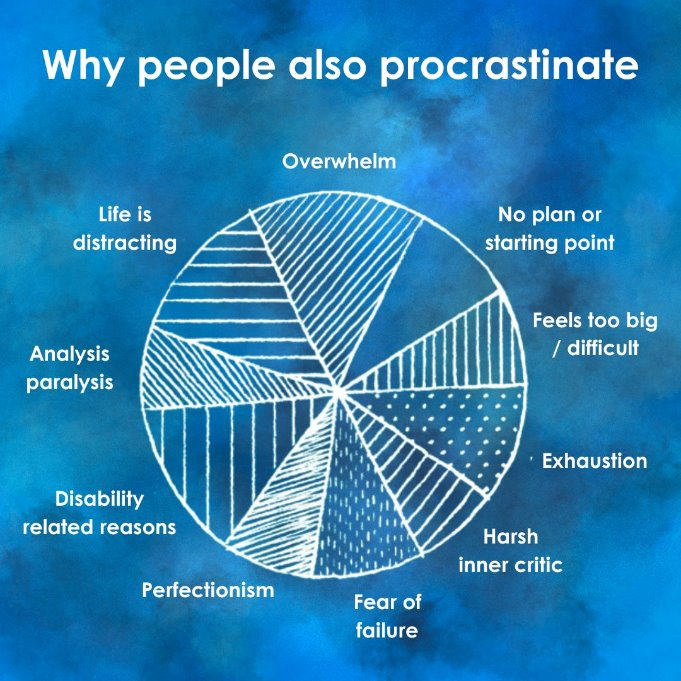 Why people also procrastinate
Overwhelm
No plan or
starting point
Feels too big
/ difficult
Exhaustion
Harsh
inner critic
Fear of
failure
Perfectionism
Disability
related reasons
Analysis
paralysis
Life is
distracting